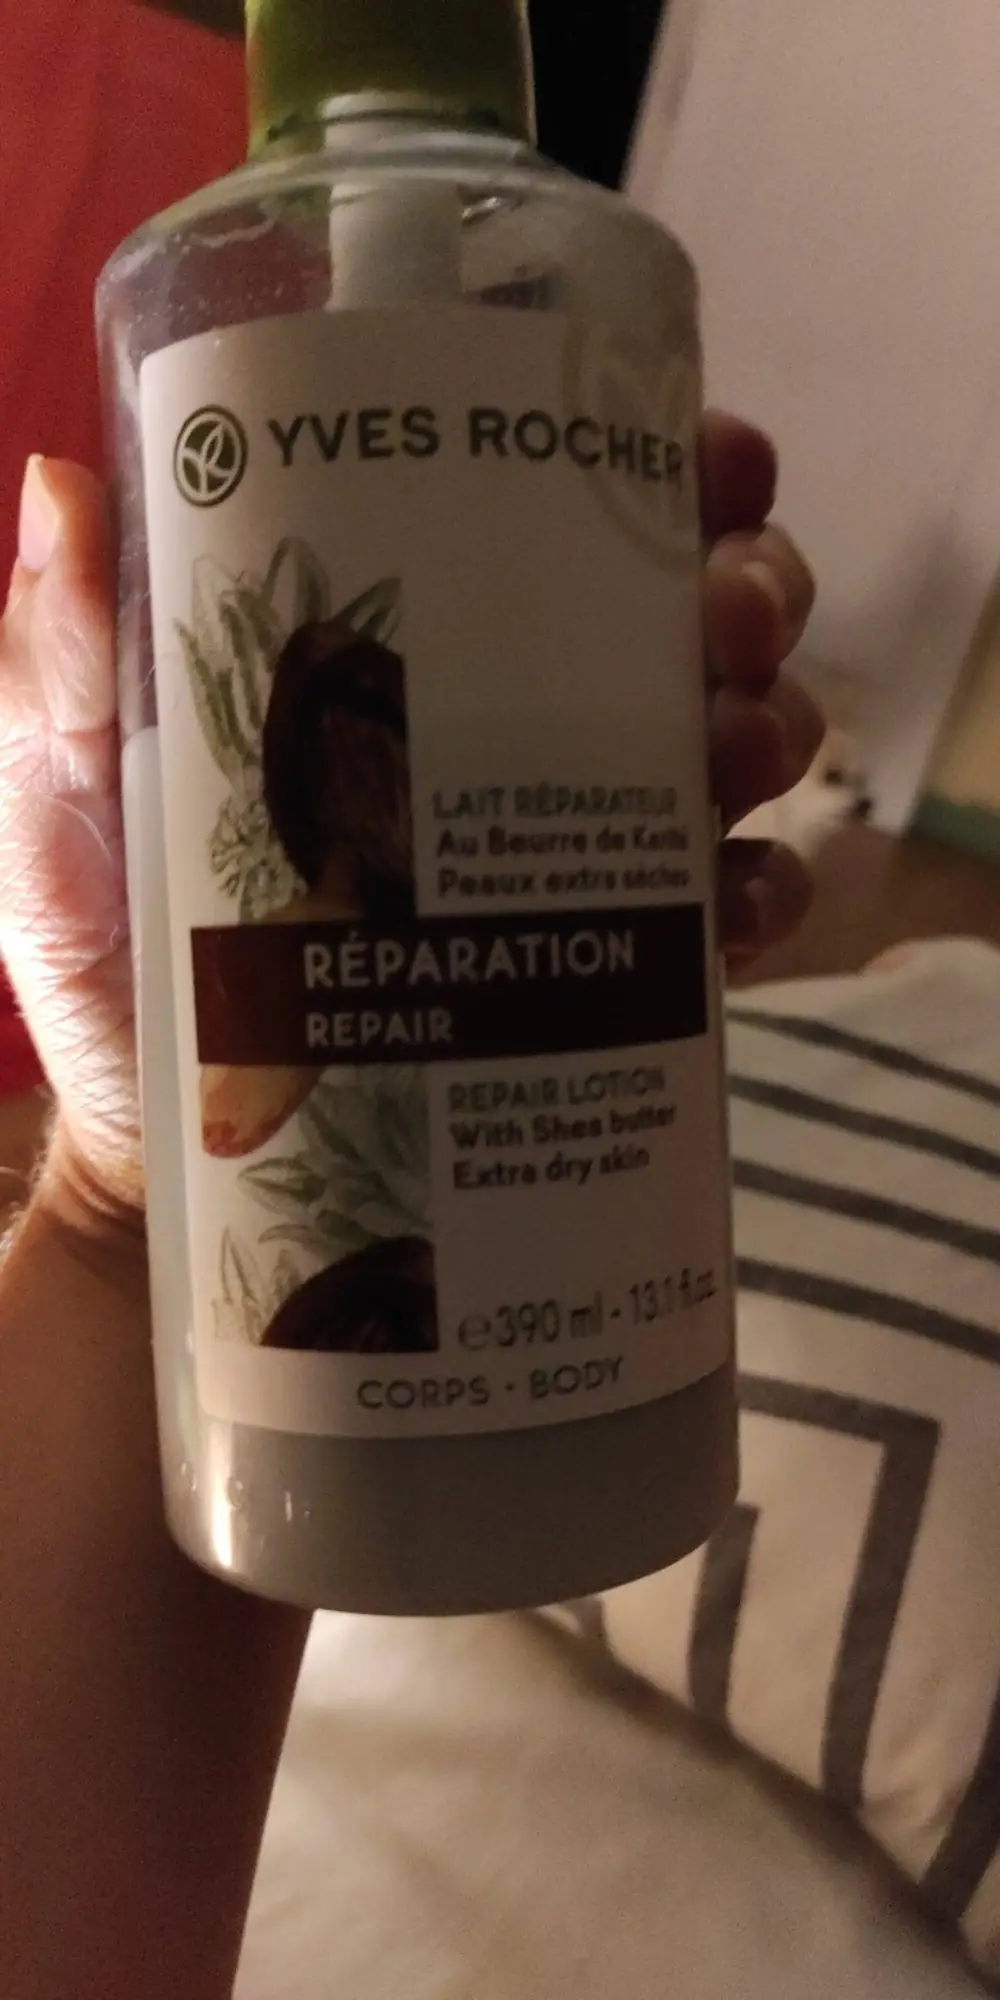 YVES ROCHER
LAIT RÉPARATEUR
Au Beurre de Karité
Peaux extra sèches
RÉPARATION
REPAIR
REPAIR LOTION
With Shea butter
Extra dry skin
℮390 ml - 13.1 fl.oz.
CORPS • BODY